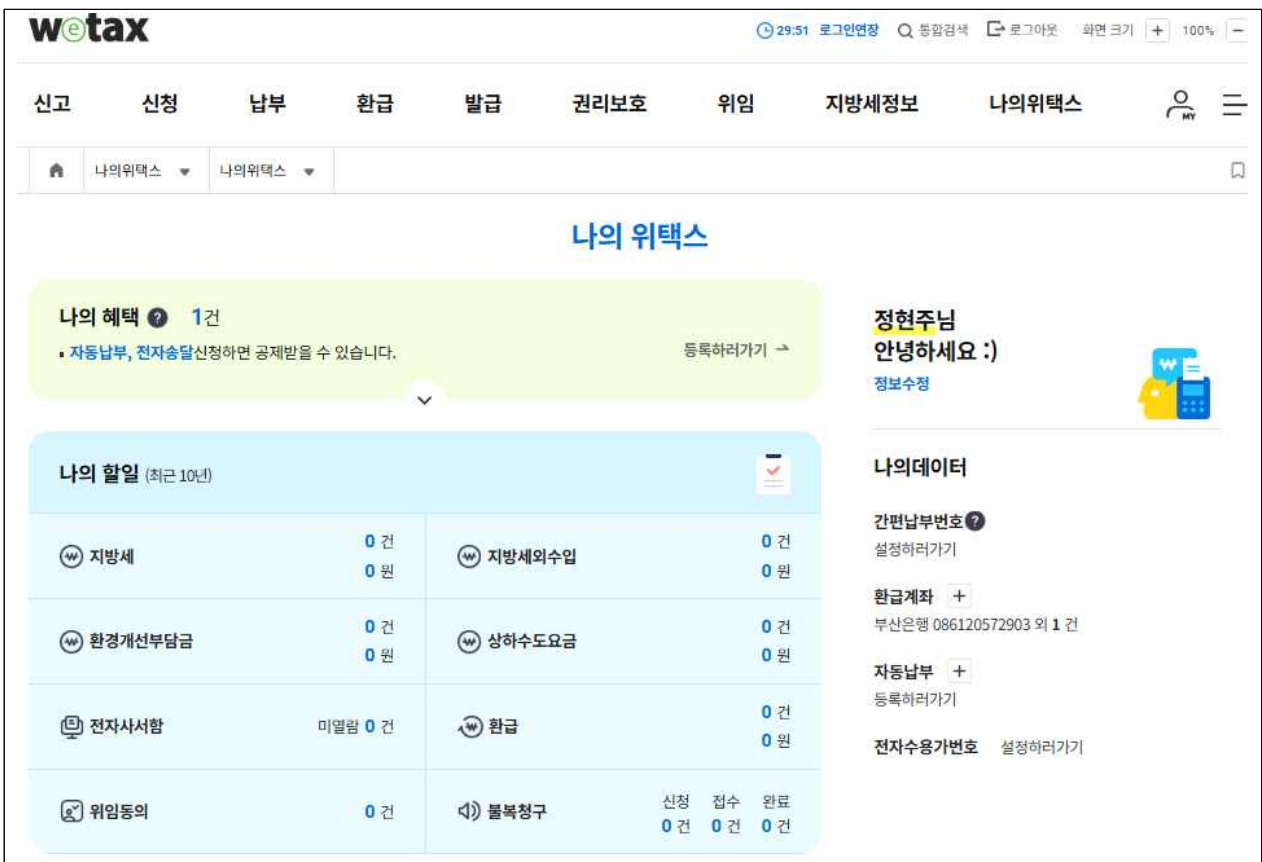 wetax
29:51 로그인연장 통합검색 로그아웃 화면 크기 + 100% −
신고 신청 납부 환급 발급 권리보호 위임 지방세정보 나의위택스 MY
나의위택스 ▼ 나의위택스 ▼
나의 위택스
나의 혜택 ? 1건
▪ 자동납부, 전자송달신청하면 공제받을 수 있습니다. 등록하러가기 →
정현주님
안녕하세요 :)
정보수정
나의 할일 (최근 10년)
지방세 0 건
0 원
지방세외수입 0 건
0 원
환경개선부담금 0 건
0 원
상하수도요금 0 건
0 원
전자사서함 미열람 0 건
환급 0 건
0 원
위임동의 0 건
불복청구 신청 접수 완료
0 건 0 건 0 건
나의데이터
간편납부번호 ?
설정하러가기
환급계좌 +
부산은행 086120572903 외 1 건
자동납부 +
등록하러가기
전자수용가번호 설정하러가기